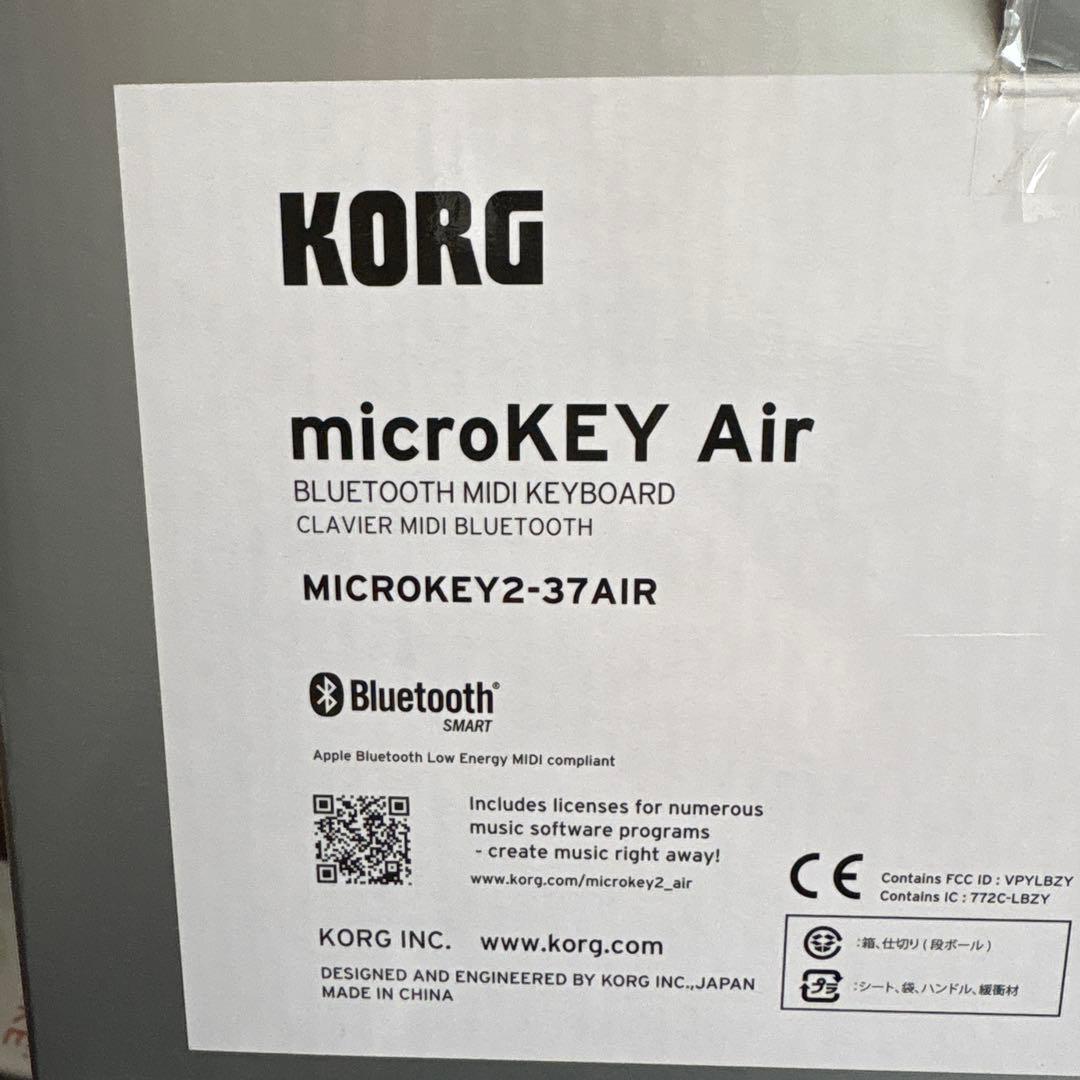 KORG
microKEY Air
BLUETOOTH MIDI KEYBOARD
CLAVIER MIDI BLUETOOTH
MICROKEY2-37AIR
Bluetooth®
SMART
Apple Bluetooth Low Energy MIDI compliant
Includes licenses for numerous
music software programs
- create music right away!
www.korg.com/microkey2_air
CE
Contains FCC ID : VPYLBZY
Contains IC : 772C-LBZY
KORG INC. www.korg.com
DESIGNED AND ENGINEERED BY KORG INC.,JAPAN
MADE IN CHINA
:箱、仕切り(段ボール)
プラ :シート、袋、ハンドル、緩衝材